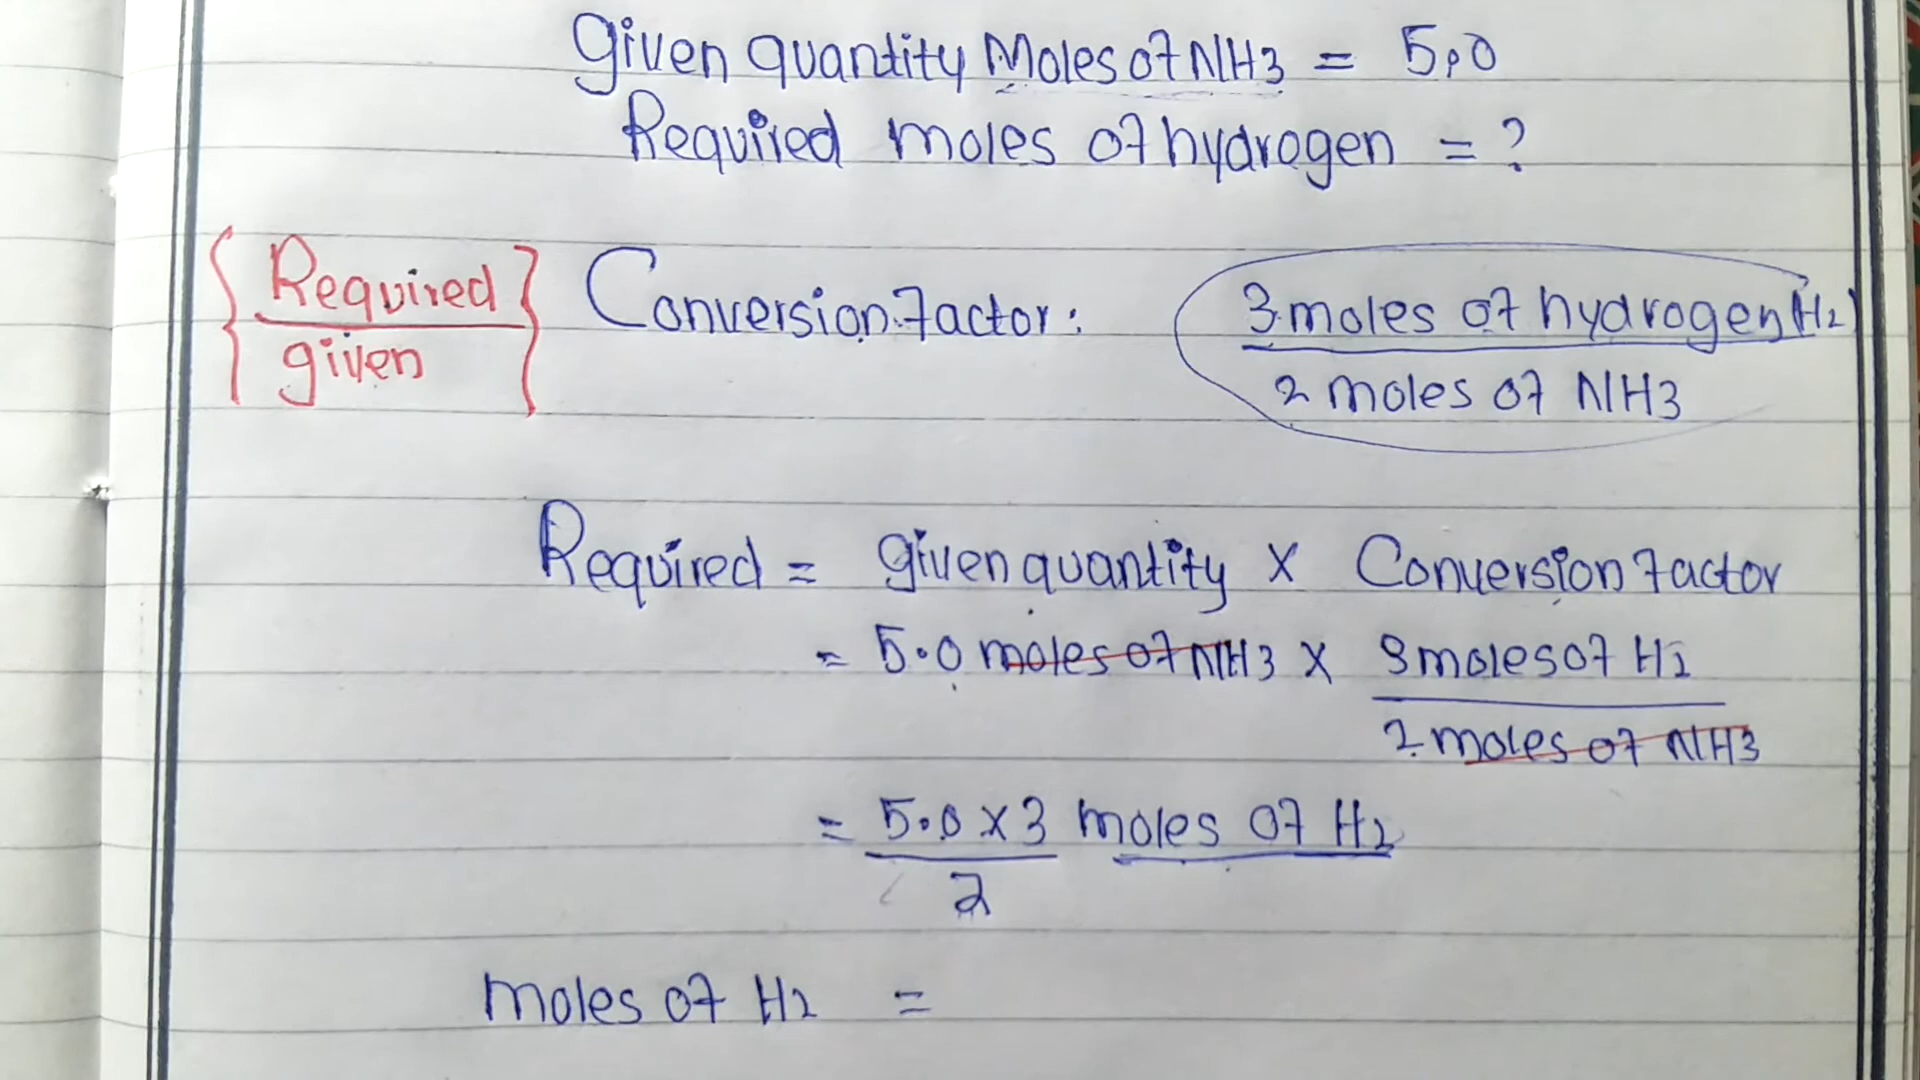 Given quantity Moles of NH3 = 5.0
Required moles of hydrogen = ?
{Required / given} Conversion factor: 3 moles of hydrogen (H2)
2 moles of NH3
Required = given quantity × Conversion factor
= 5.0 moles of NH3 × 3 moles of H2
2 moles of NH3
= 5.0 × 3 moles of H2
2
moles of H2 =